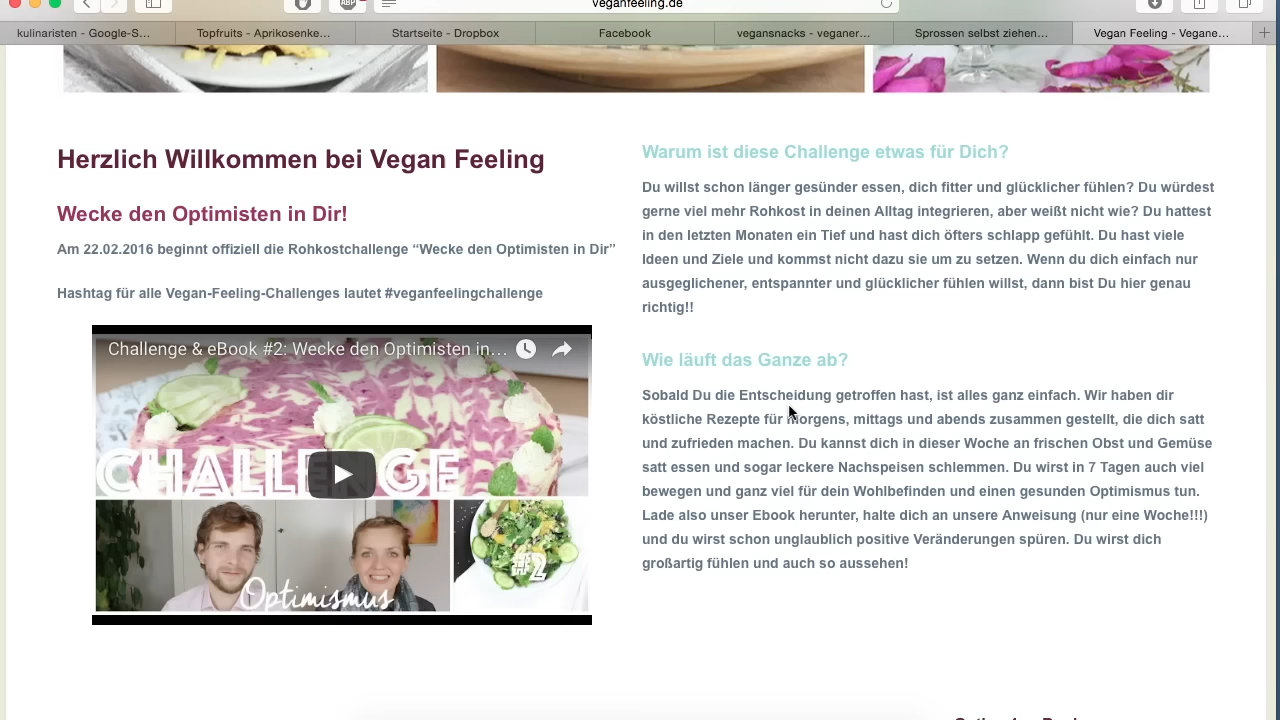 veganfeeling.de
ABP
kulinaristen - Google-S…
Topfruits - Aprikosenke…
Startseite - Dropbox
Facebook
vegansnacks - veganer…
Sprossen selbst ziehen…
Vegan Feeling - Vegane…
Herzlich Willkommen bei Vegan Feeling
Wecke den Optimisten in Dir!
Am 22.02.2016 beginnt offiziell die Rohkostchallenge “Wecke den Optimisten in Dir”
Hashtag für alle Vegan-Feeling-Challenges lautet #veganfeelingchallenge
Challenge & eBook #2: Wecke den Optimisten in…
CHALLENGE
#2
Optimismus
Warum ist diese Challenge etwas für Dich?
Du willst schon länger gesünder essen, dich fitter und glücklicher fühlen? Du würdest
gerne viel mehr Rohkost in deinen Alltag integrieren, aber weißt nicht wie? Du hattest
in den letzten Monaten ein Tief und hast dich öfters schlapp gefühlt. Du hast viele
Ideen und Ziele und kommst nicht dazu sie um zu setzen. Wenn du dich einfach nur
ausgeglichener, entspannter und glücklicher fühlen willst, dann bist Du hier genau
richtig!!
Wie läuft das Ganze ab?
Sobald Du die Entscheidung getroffen hast, ist alles ganz einfach. Wir haben dir
köstliche Rezepte für morgens, mittags und abends zusammen gestellt, die dich satt
und zufrieden machen. Du kannst dich in dieser Woche an frischen Obst und Gemüse
satt essen und sogar leckere Nachspeisen schlemmen. Du wirst in 7 Tagen auch viel
bewegen und ganz viel für dein Wohlbefinden und einen gesunden Optimismus tun.
Lade also unser Ebook herunter, halte dich an unsere Anweisung (nur eine Woche!!!)
und du wirst schon unglaublich positive Veränderungen spüren. Du wirst dich
großartig fühlen und auch so aussehen!